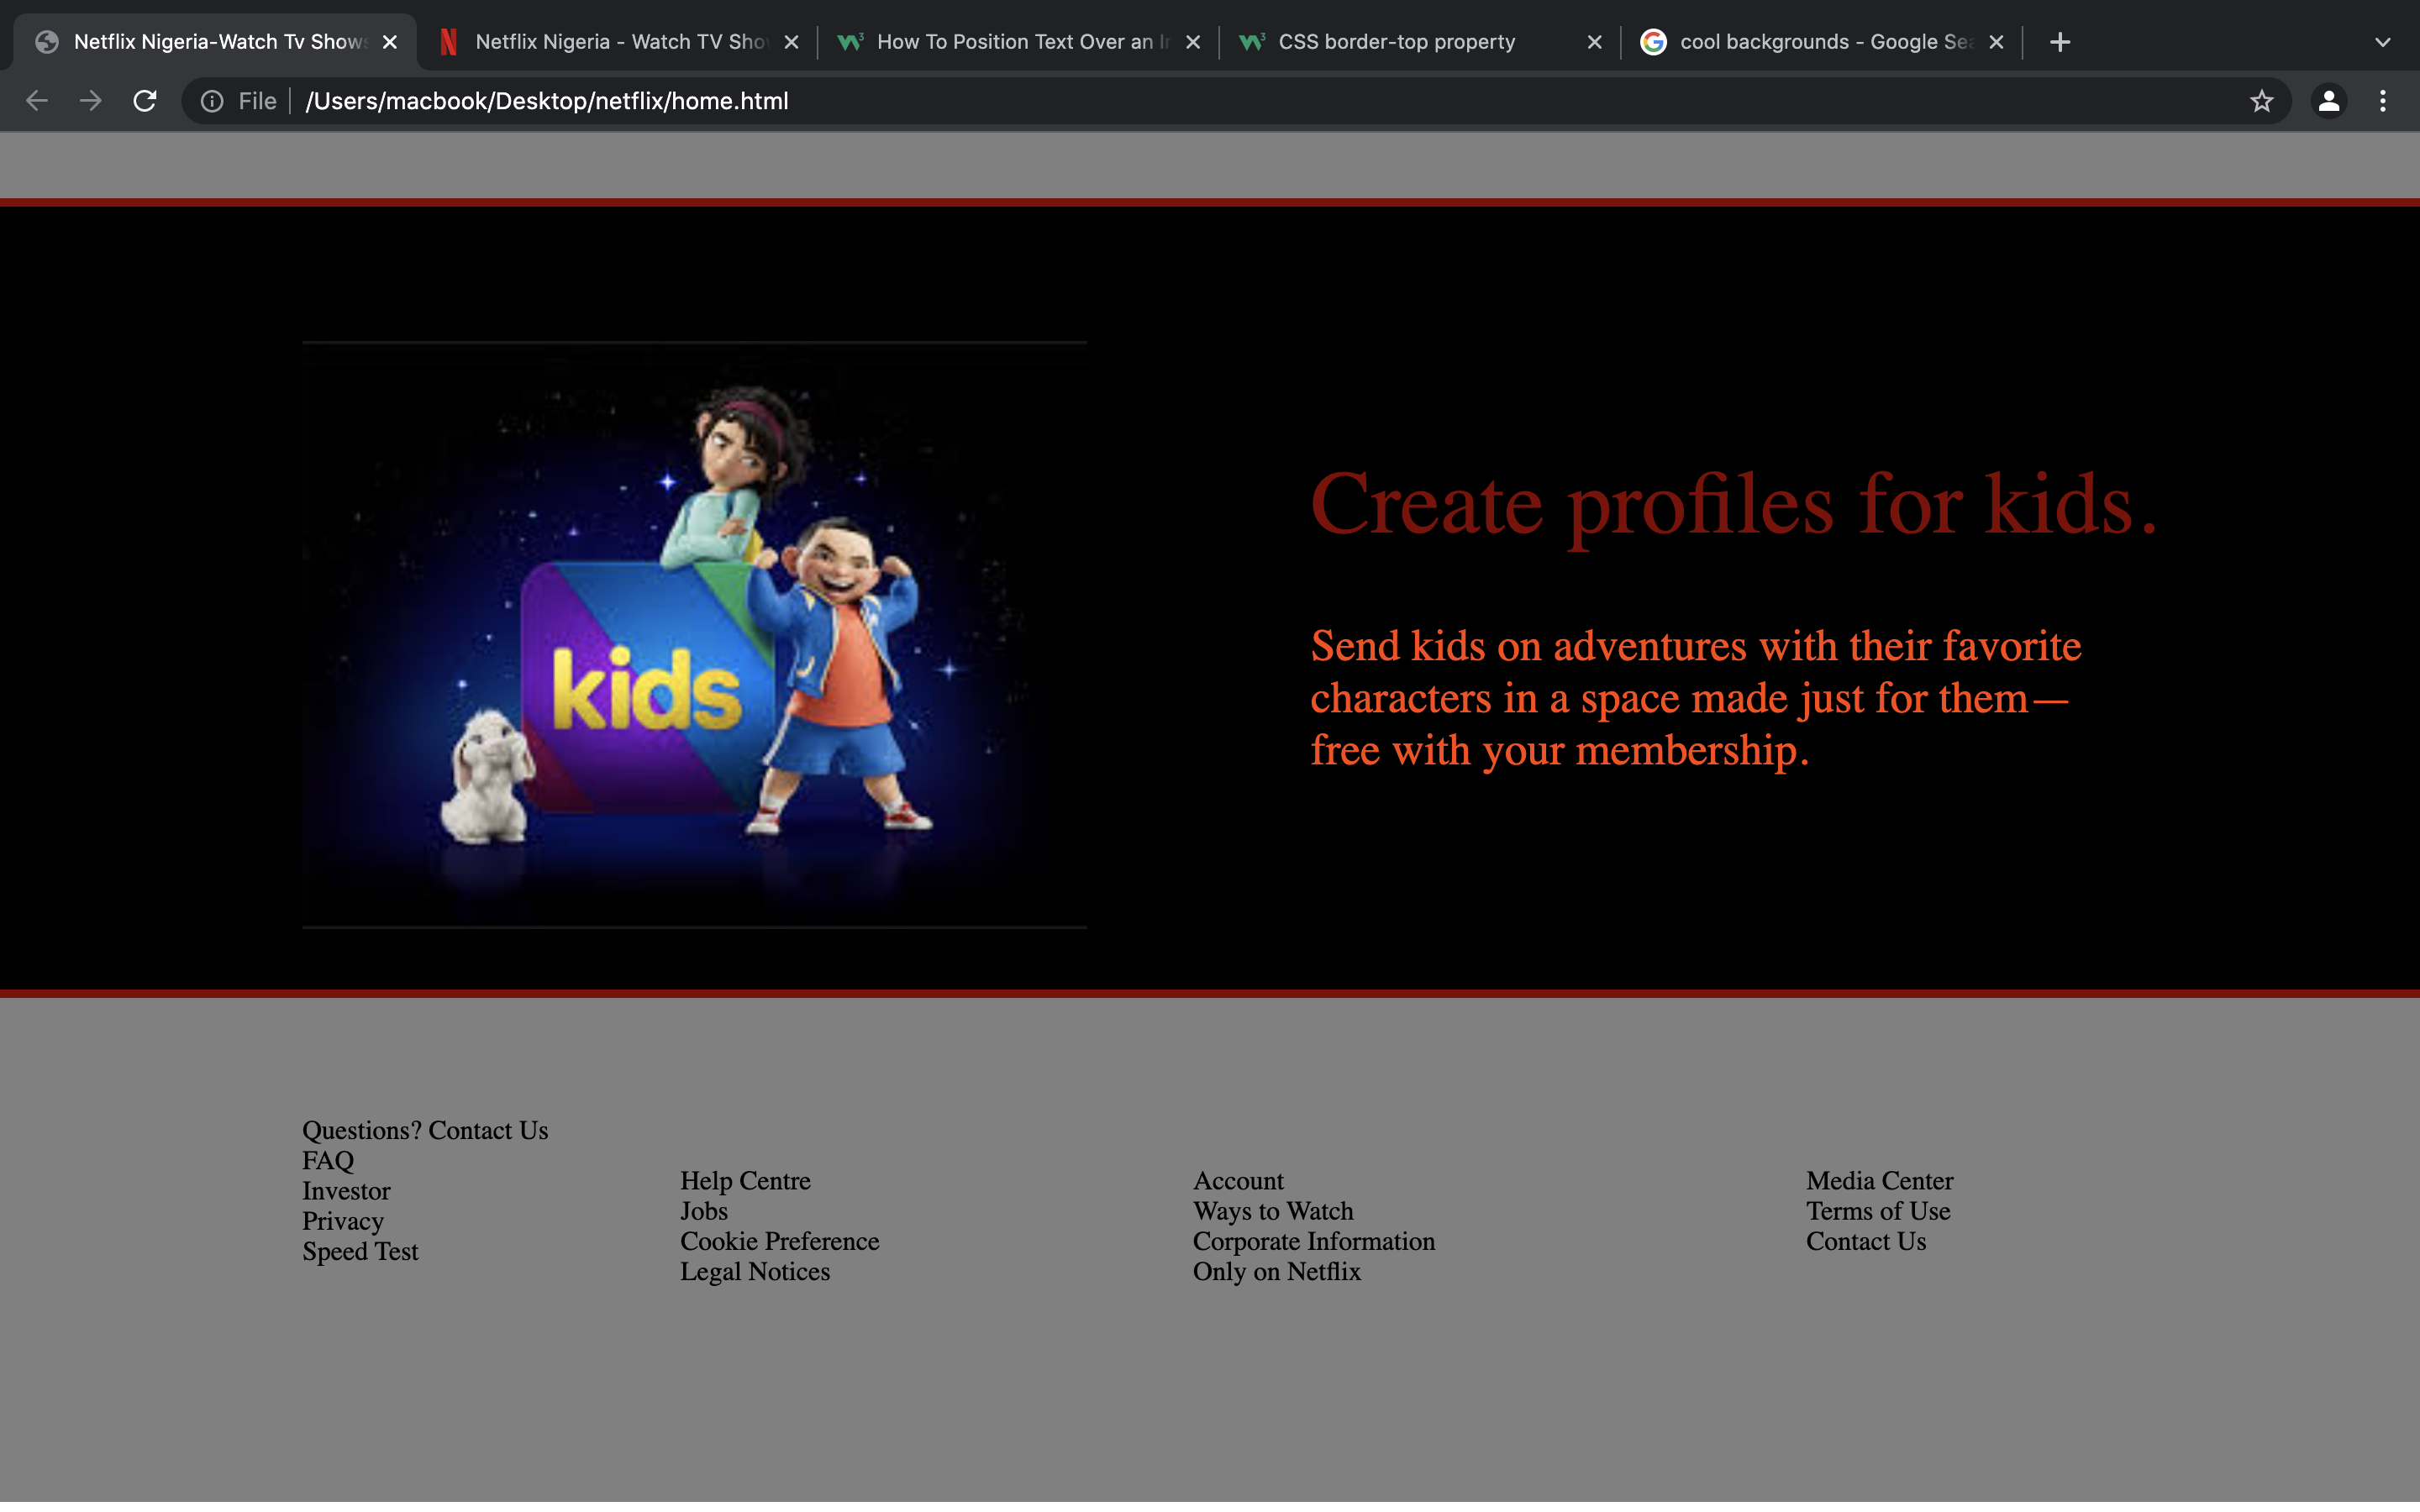 Netflix Nigeria-Watch Tv Shows
Netflix Nigeria - Watch TV Sho
How To Position Text Over an I
CSS border-top property
cool backgrounds - Google Sea
File
/Users/macbook/Desktop/netflix/home.html
kids
Create profiles for kids.
Send kids on adventures with their favorite
characters in a space made just for them—
free with your membership.
Questions? Contact Us
FAQ
Investor
Privacy
Speed Test
Help Centre
Jobs
Cookie Preference
Legal Notices
Account
Ways to Watch
Corporate Information
Only on Netflix
Media Center
Terms of Use
Contact Us